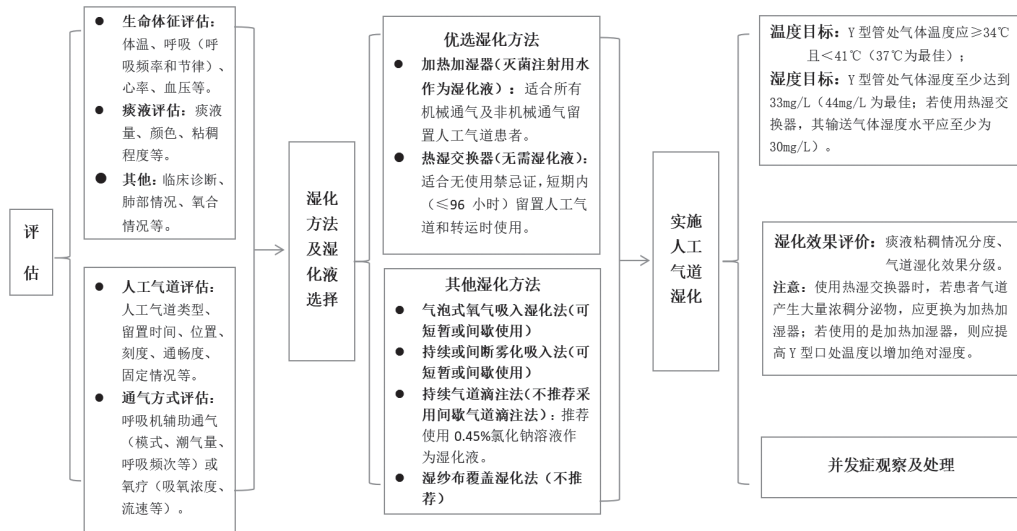 评
估
● 生命体征评估：
体温、呼吸（呼
吸频率和节律）、
心率、血压等。
● 痰液评估：痰液
量、颜色、粘稠
程度等。
● 其他：临床诊断、
肺部情况、氧合
情况等。
● 人工气道评估：
人工气道类型、
留置时间、位置、
刻度、通畅度、
固定情况等。
● 通气方式评估：
呼吸机辅助通气
（模式、潮气量、
呼吸频次等）或
氧疗（吸氧浓度、
流速等）。
湿化
方法
及湿
化液
选择
优选湿化方法
● 加热加湿器（灭菌注射用水
作为湿化液）：适合所有
机械通气及非机械通气留
置人工气道患者。
● 热湿交换器（无需湿化液）：
适合无使用禁忌证，短期内
（≤96 小时）留置人工气
道和转运时使用。
其他湿化方法
● 气泡式氧气吸入湿化法（可
短暂或间歇使用）
● 持续或间断雾化吸入法（可
短暂或间歇使用）
● 持续气道滴注法（不推荐采
用间歇气道滴注法）：推荐
使用 0.45%氯化钠溶液作
为湿化液。
● 湿纱布覆盖湿化法（不推
荐）
实施
人工
气道
湿化
温度目标：Y 型管处气体温度应≥34℃
且＜41℃（37℃为最佳）；
湿度目标：Y 型管处气体湿度至少达到
33mg/L（44mg/L 为最佳；若使用热湿交
换器，其输送气体湿度水平应至少为
30mg/L）。
湿化效果评价：痰液粘稠情况分度、
气道湿化效果分级。
注意：使用热湿交换器时，若患者气道
产生大量浓稠分泌物，应更换为加热加
湿器；若使用的是加热加湿器，则应提
高 Y 型口处温度以增加绝对湿度。
并发症观察及处理